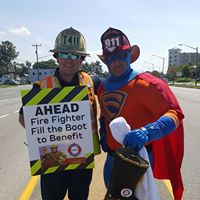 911
AHEAD
Fire Fighter
Fill the Boot
to Benefit